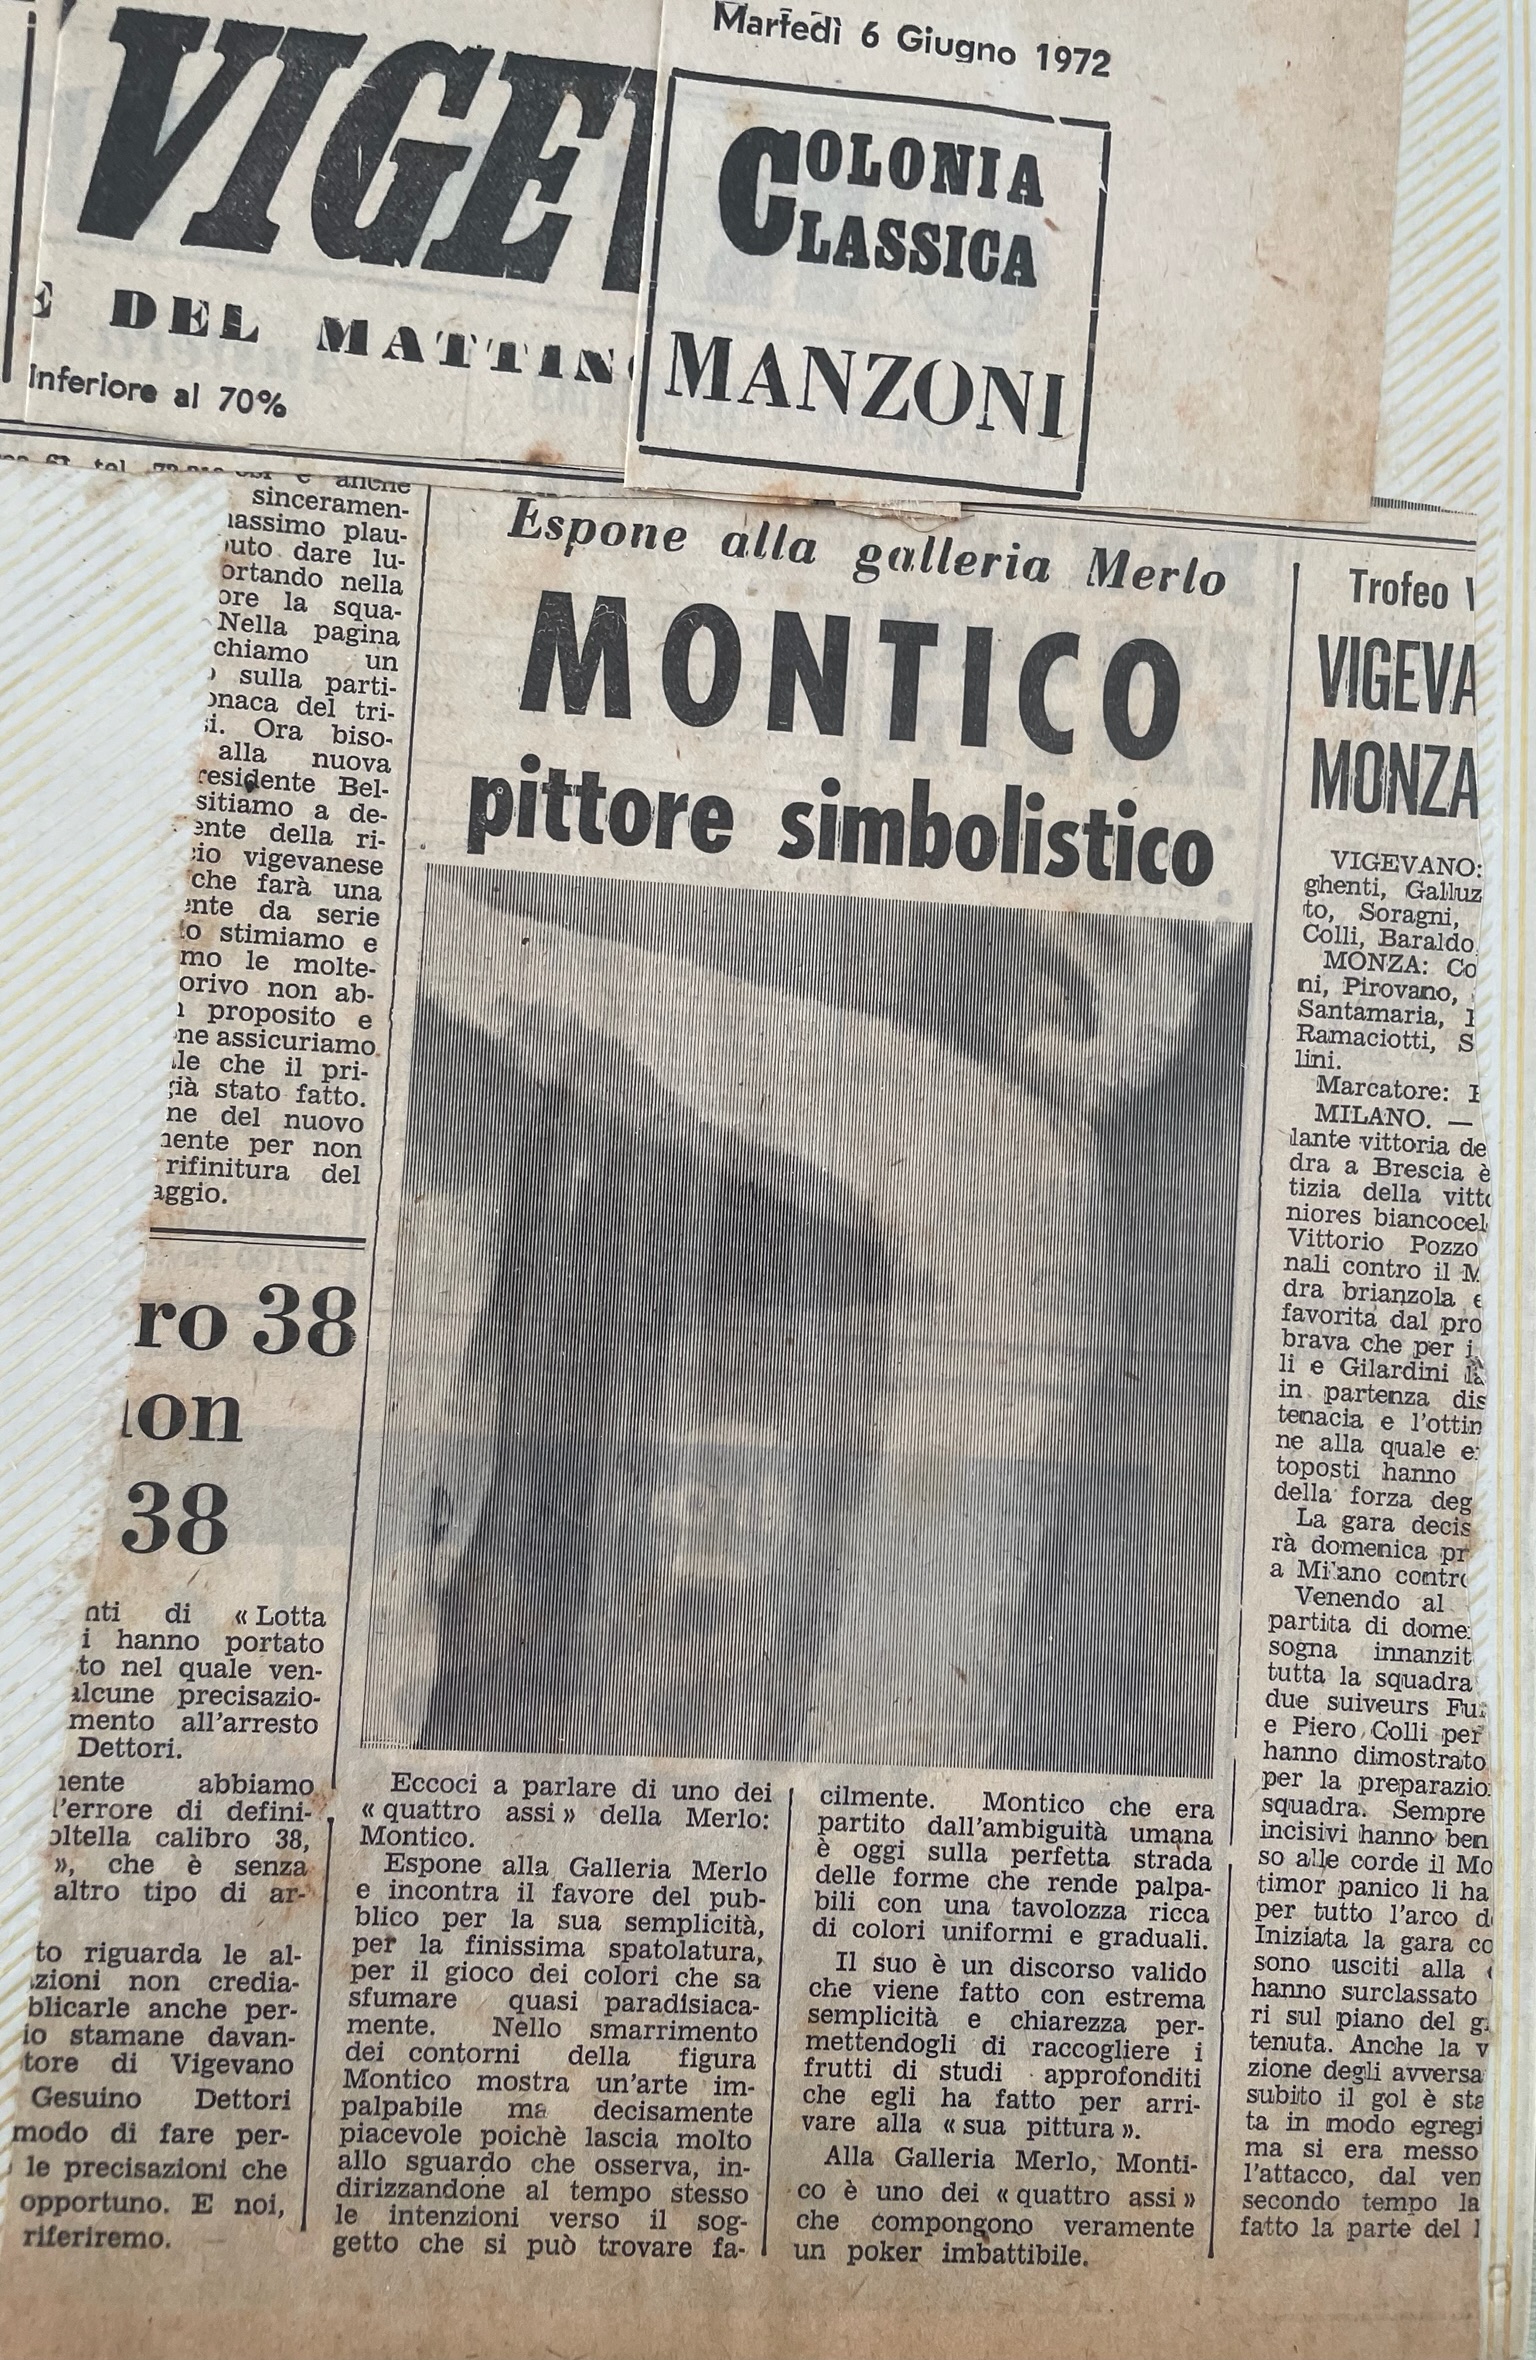 Martedì 6 Giugno 1972
VIGEV
E DEL MATTINO
inferiore al 70%
COLONIA
CLASSICA
MANZONI
tel.
e anche
sinceramen-
massimo plau-
dare lu-
ortando nella
ore la squa-
Nella pagina
chiamo un
sulla parti-
onaca del tri-
si. Ora biso-
alla nuova
residente Bel-
sitiamo a de-
ente della ri-
cio vigevanese
che farà una
ente da serie
to stimiamo e
mo le molte-
orivo non ab-
n proposito e
ne assicuriamo
le che il pri-
già stato fatto.
ne del nuovo
mente per non
rifinitura del
aggio.
ro 38
on
38
nti di « Lotta
i hanno portato
to nel quale ven-
alcune precisazio-
mento all'arresto
Dettori.
mente abbiamo
l'errore di defini-
oltella calibro 38,
», che è senza
altro tipo di ar-
to riguarda le al-
zioni non credia-
blicarle anche per-
io stamane davan-
tore di Vigevano
Gesuino Dettori
modo di fare per-
le precisazioni che
opportuno. E noi,
riferiremo.
Espone alla galleria Merlo
MONTICO
pittore simbolistico
Eccoci a parlare di uno dei
« quattro assi » della Merlo:
Montico.
Espone alla Galleria Merlo
e incontra il favore del pub-
blico per la sua semplicità,
per la finissima spatolatura,
per il gioco dei colori che sa
sfumare quasi paradisiaca-
mente. Nello smarrimento
dei contorni della figura
Montico mostra un'arte im-
palpabile ma decisamente
piacevole poichè lascia molto
allo sguardo che osserva, in-
dirizzandone al tempo stesso
le intenzioni verso il sog-
getto che si può trovare fa-
cilmente. Montico che era
partito dall'ambiguità umana
è oggi sulla perfetta strada
delle forme che rende palpa-
bili con una tavolozza ricca
di colori uniformi e graduali.
Il suo è un discorso valido
che viene fatto con estrema
semplicità e chiarezza per-
mettendogli di raccogliere i
frutti di studi approfonditi
che egli ha fatto per arri-
vare alla « sua pittura ».
Alla Galleria Merlo, Monti-
co è uno dei « quattro assi »
che compongono veramente
un poker imbattibile.
Trofeo
VIGEVA
MONZA
VIGEVANO:
ghenti, Galluz
to, Soragni,
Colli, Baraldo,
MONZA: Co
ni, Pirovano,
Santamaria,
Ramaciotti, S
lini.
Marcatore:
MILANO. —
lante vittoria de
dra a Brescia è
tizia della vitto
niores biancocel
Vittorio Pozzo
nali contro il M
dra brianzola e
favorita dal pro
brava che per i
li e Gilardini la
in partenza dis
tenacia e l'ottin
ne alla quale e
toposti hanno
della forza deg
La gara decis
rà domenica pr
a Milano contro
Venendo al
partita di dome
sogna innanzit
tutta la squadra
due suiveurs Fu
e Piero Colli per
hanno dimostrato
per la preparazio
squadra. Sempre
incisivi hanno ben
so alle corde il Mo
timor panico li ha
per tutto l'arco d
Iniziata la gara co
sono usciti alla
hanno surclassato
ri sul piano del g
tenuta. Anche la v
zione degli avversa
subito il gol è sta
ta in modo egregi
ma si era messo
l'attacco, dal ven
secondo tempo la
fatto la parte del l